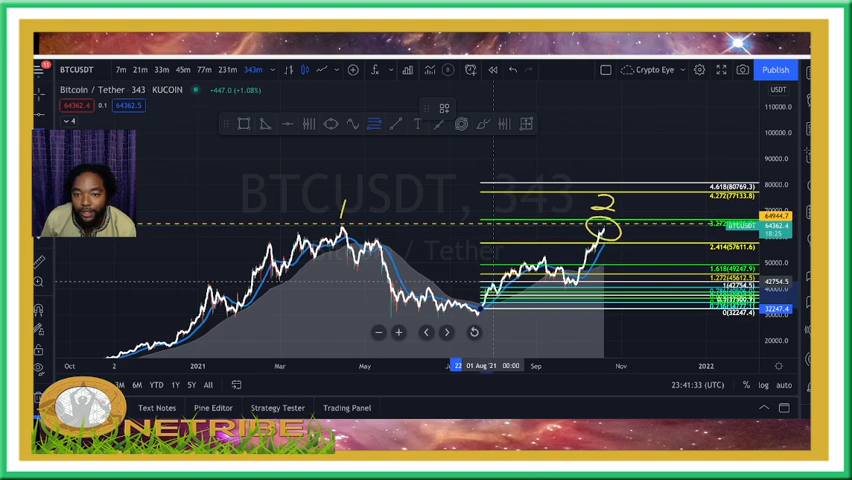 11
BTCUSDT 7m 21m 33m 45m 77m 231m 343m Crypto Eye Publish
Bitcoin / Tether · 343 · KUCOIN +447.0 (+1.08%) USDT
64362.4 0.1 64362.5
4
110000.0
100000.0
90000.0
BTCUSDT, 343
Bitcoin / Tether
1
2
4.618(80769.3)
80000.0
4.272(77133.8)
70000.0
64944.7
BTCUSDT 64362.4
18:25
2.414(57611.6)
50000.0
1.618(49247.9)
1.272(45612.5)
1(42754.5) 42754.5
0(32247.4) 32247.4
20000.0
Oct 2 2021 Mar May 22 01 Aug '21 00:00 Sep Nov 2022
3M 6M YTD 1Y 5Y All 23:41:33 (UTC) % log auto
Text Notes Pine Editor Strategy Tester Trading Panel
NETRIBE